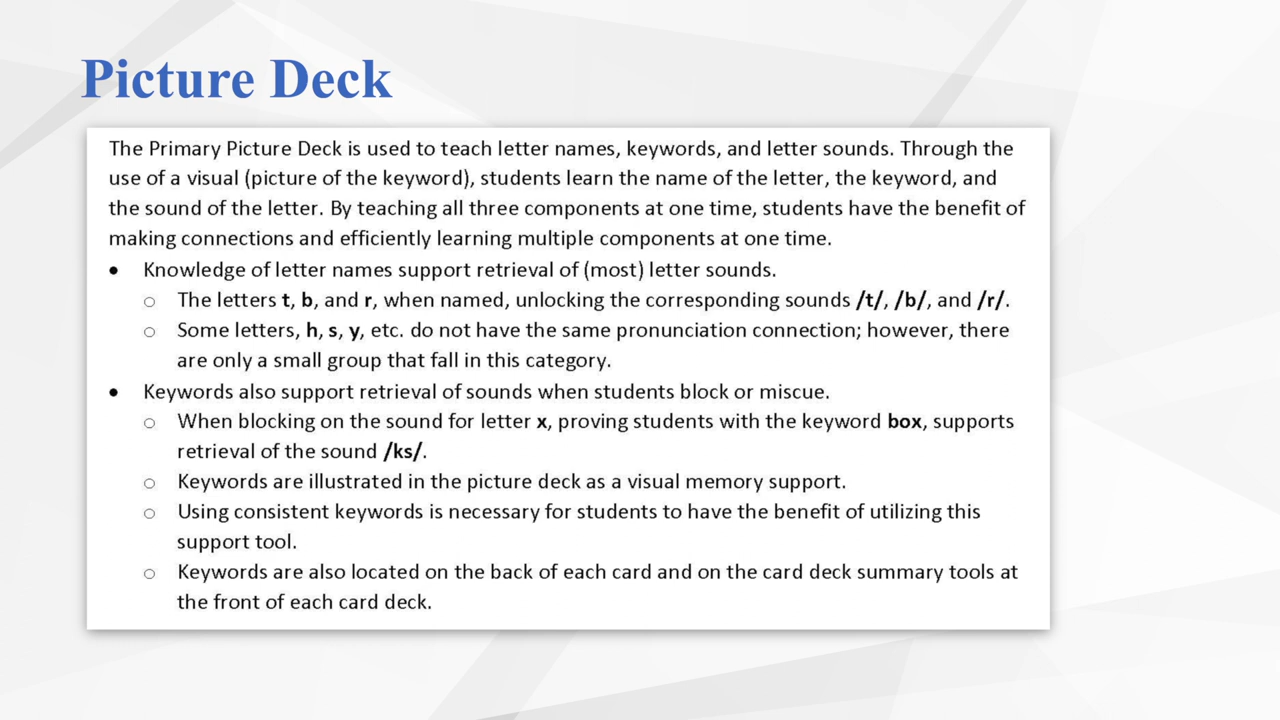 Picture Deck
The Primary Picture Deck is used to teach letter names, keywords, and letter sounds. Through the
use of a visual (picture of the keyword), students learn the name of the letter, the keyword, and
the sound of the letter. By teaching all three components at one time, students have the benefit of
making connections and efficiently learning multiple components at one time.
• Knowledge of letter names support retrieval of (most) letter sounds.
○ The letters t, b, and r, when named, unlocking the corresponding sounds /t/, /b/, and /r/.
○ Some letters, h, s, y, etc. do not have the same pronunciation connection; however, there
are only a small group that fall in this category.
• Keywords also support retrieval of sounds when students block or miscue.
○ When blocking on the sound for letter x, proving students with the keyword box, supports
retrieval of the sound /ks/.
○ Keywords are illustrated in the picture deck as a visual memory support.
○ Using consistent keywords is necessary for students to have the benefit of utilizing this
support tool.
○ Keywords are also located on the back of each card and on the card deck summary tools at
the front of each card deck.